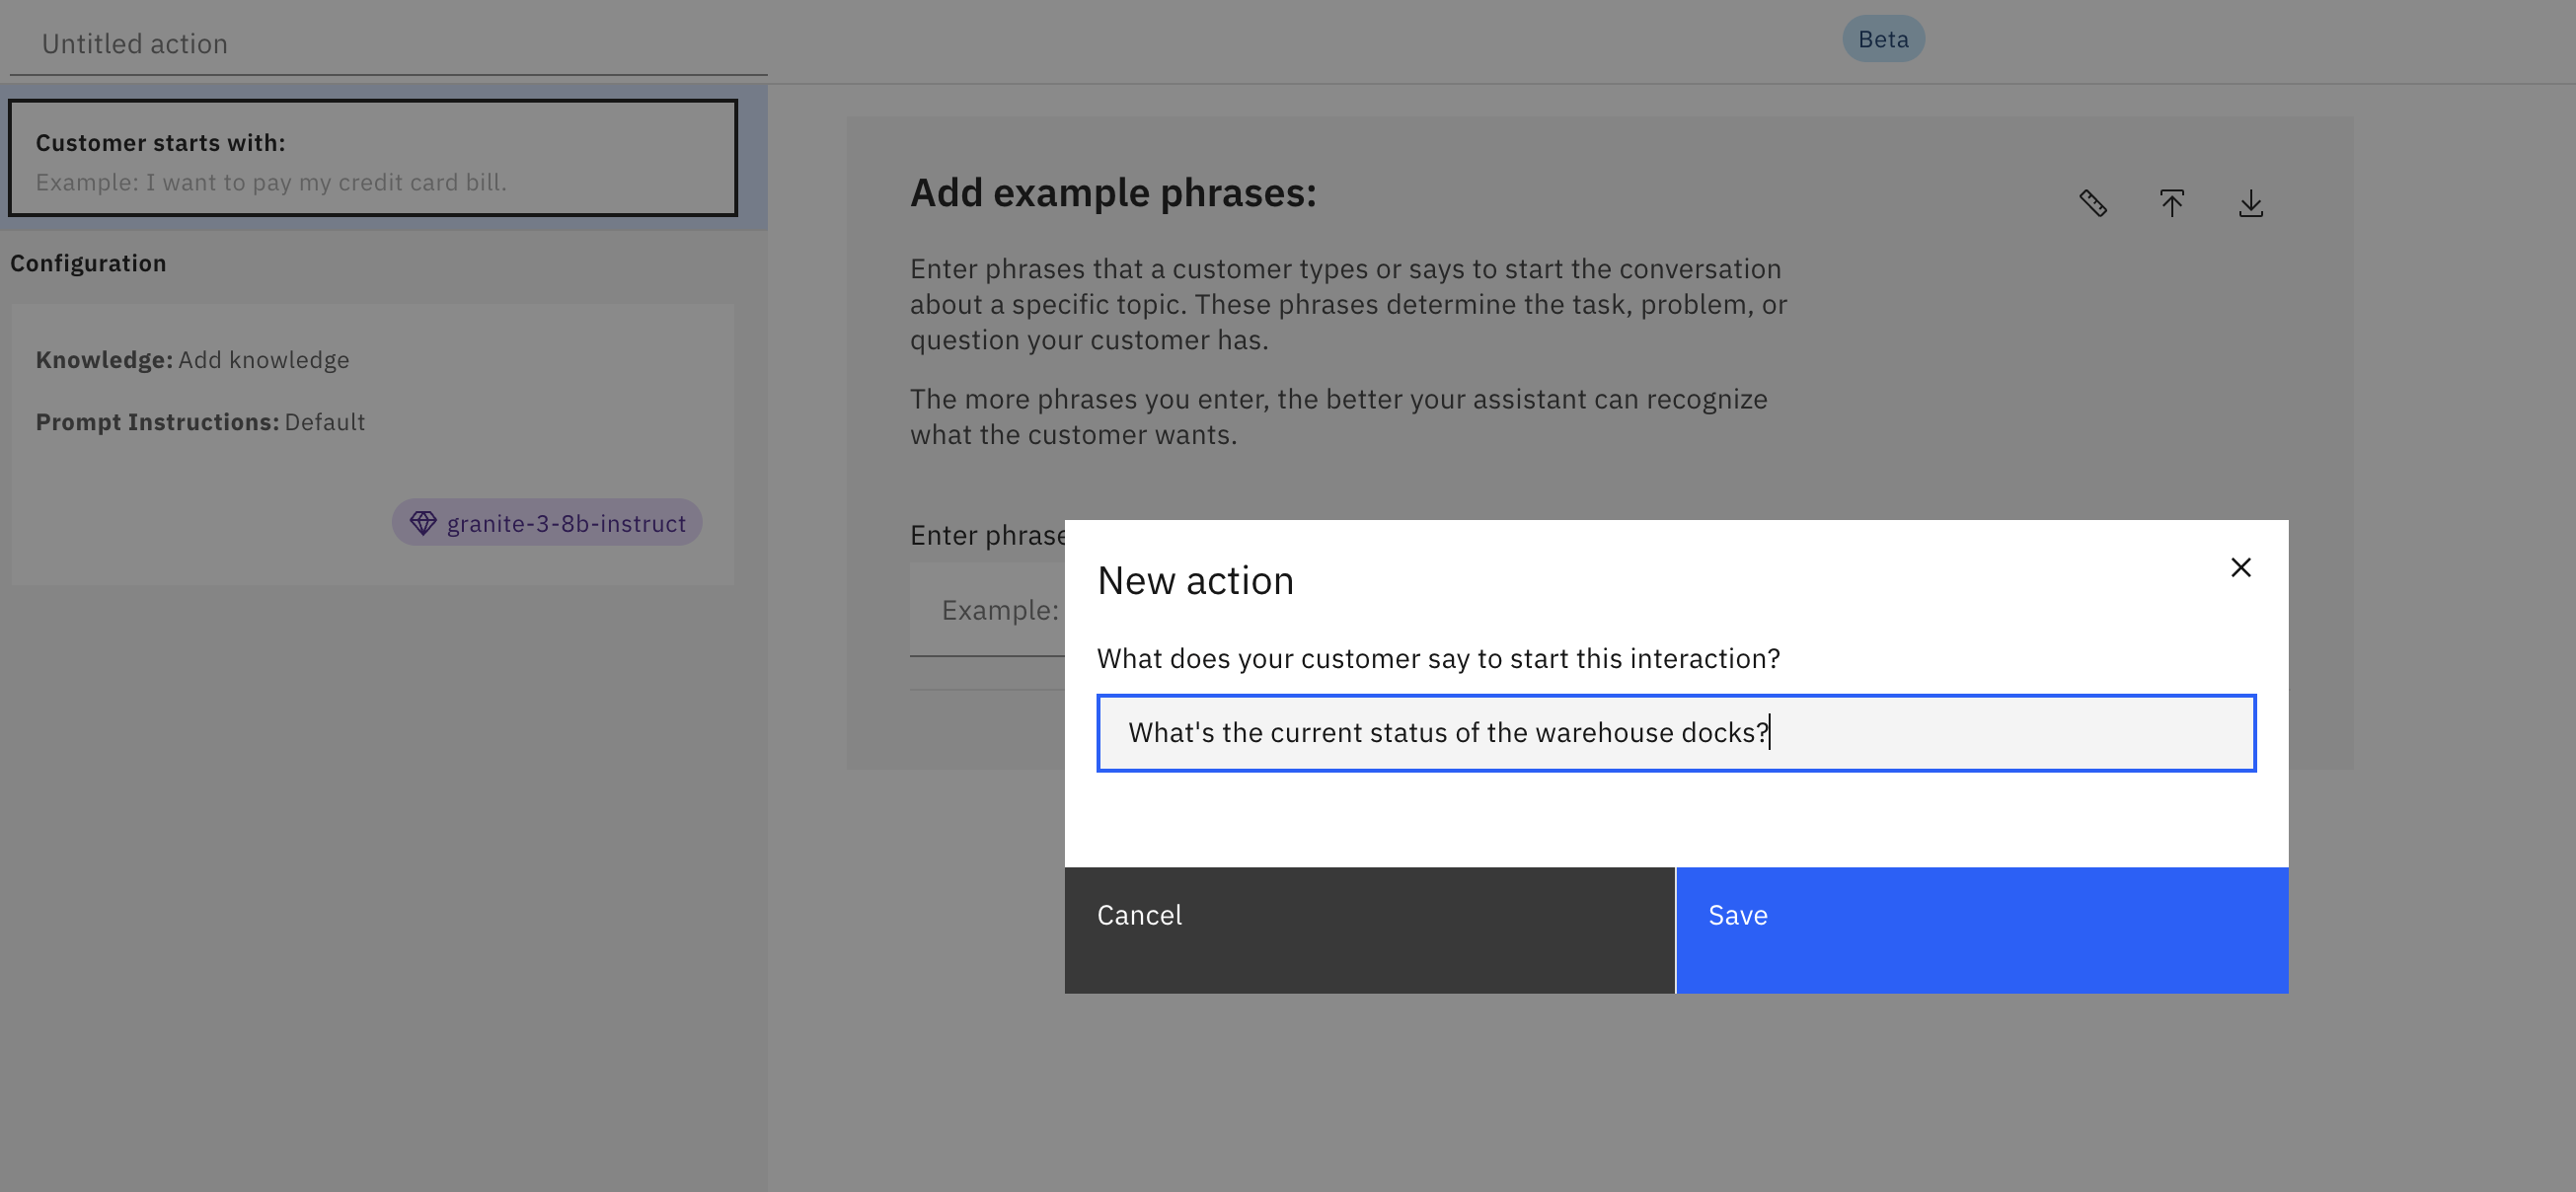 Untitled action
Beta
Customer starts with:
Example: I want to pay my credit card bill.
Configuration
Knowledge: Add knowledge
Prompt Instructions: Default
granite-3-8b-instruct
Add example phrases:
Enter phrases that a customer types or says to start the conversation
about a specific topic. These phrases determine the task, problem, or
question your customer has.
The more phrases you enter, the better your assistant can recognize
what the customer wants.
Enter phrase
Example:
New action
What does your customer say to start this interaction?
What's the current status of the warehouse docks?
Cancel
Save